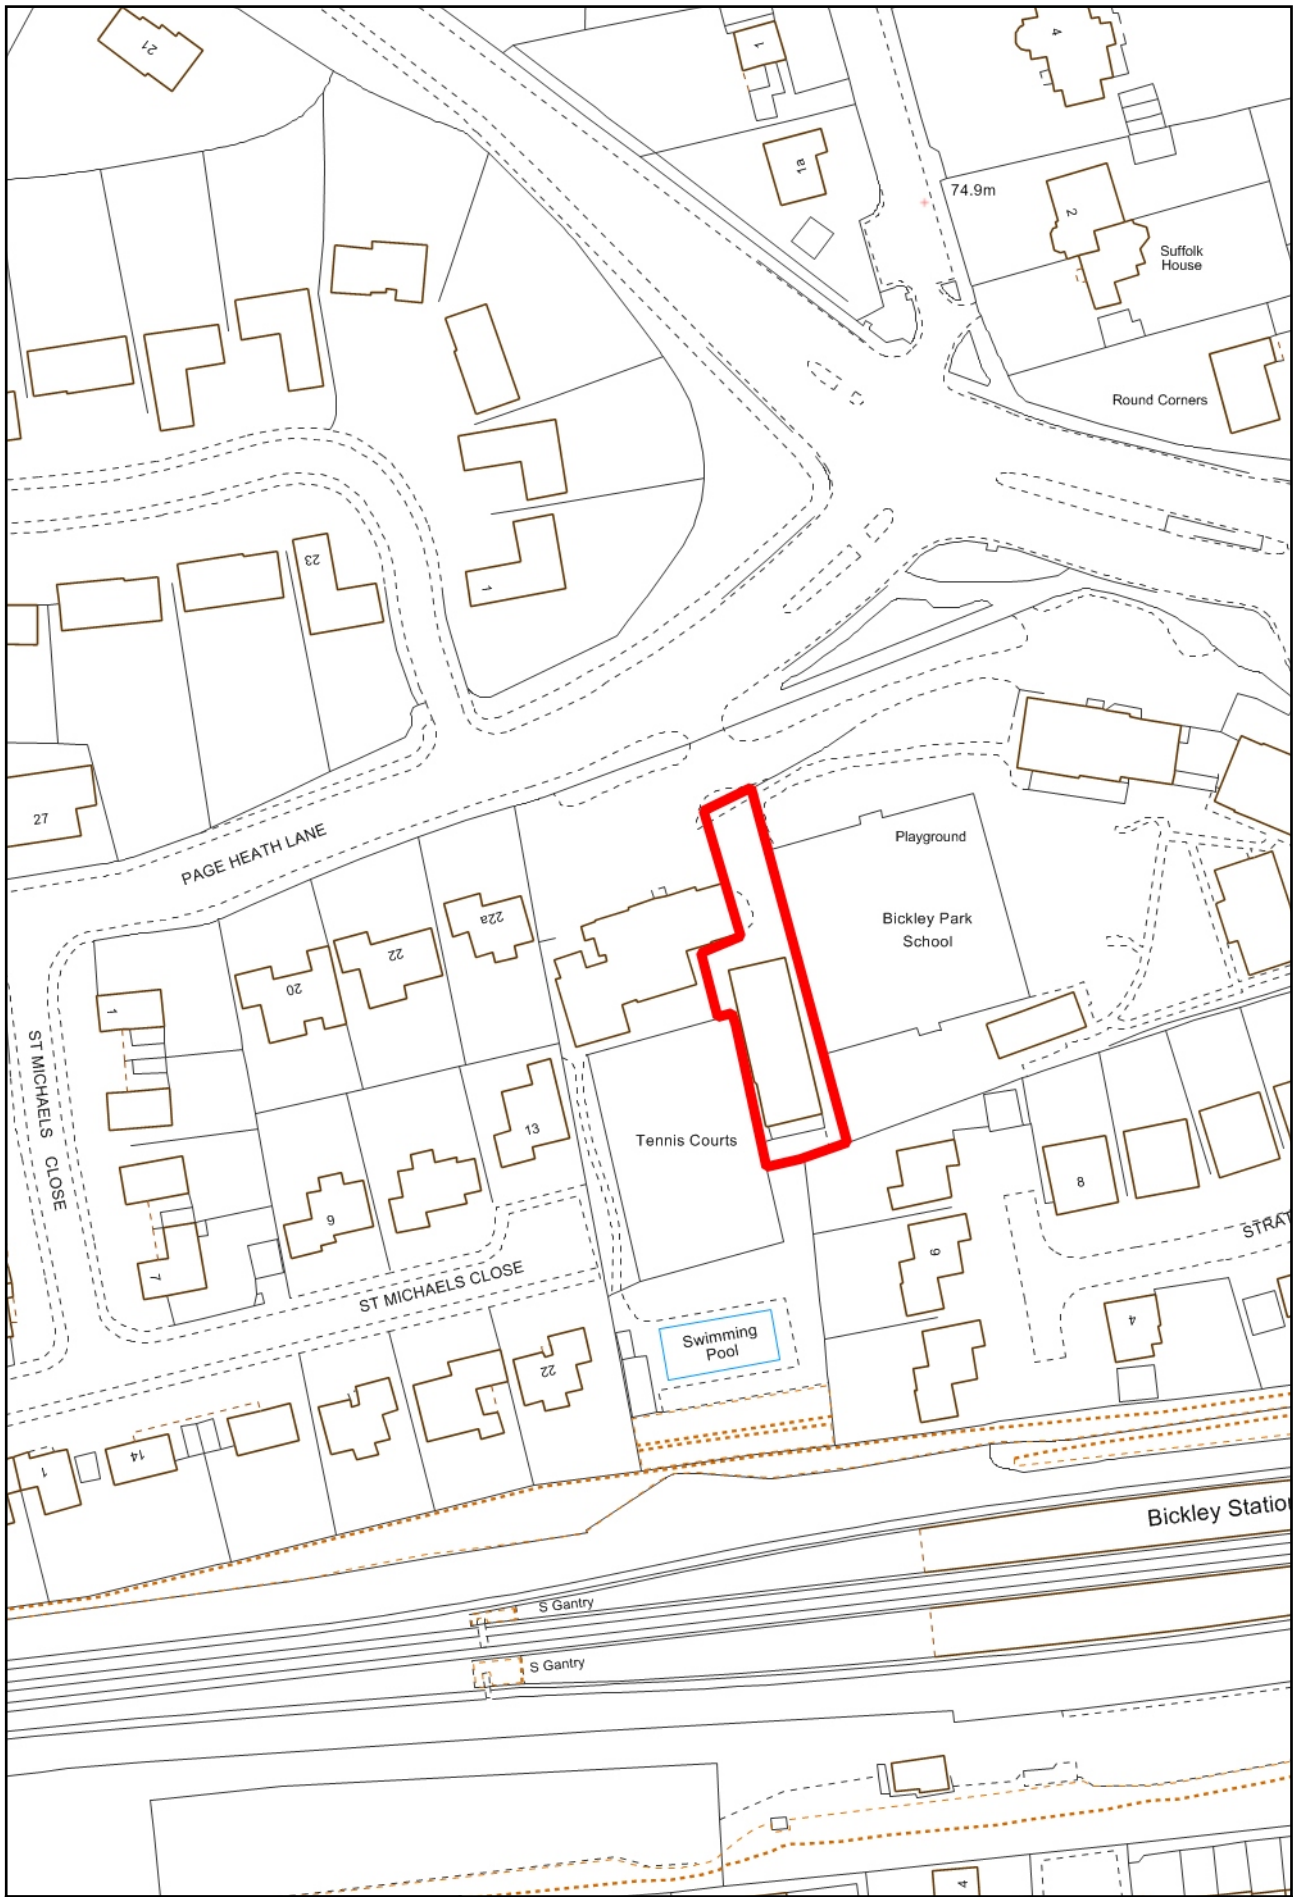 21
1
4
1a
74.9m
2
Suffolk
House
Round Corners
23
1
27
PAGE HEATH LANE
Playground
Bickley Park
School
22a
22
20
1
ST MICHAELS CLOSE
13
Tennis Courts
8
9
9
7
STRAT
4
ST MICHAELS CLOSE
Swimming
Pool
22
14
1
Bickley Station
S Gantry
S Gantry
4